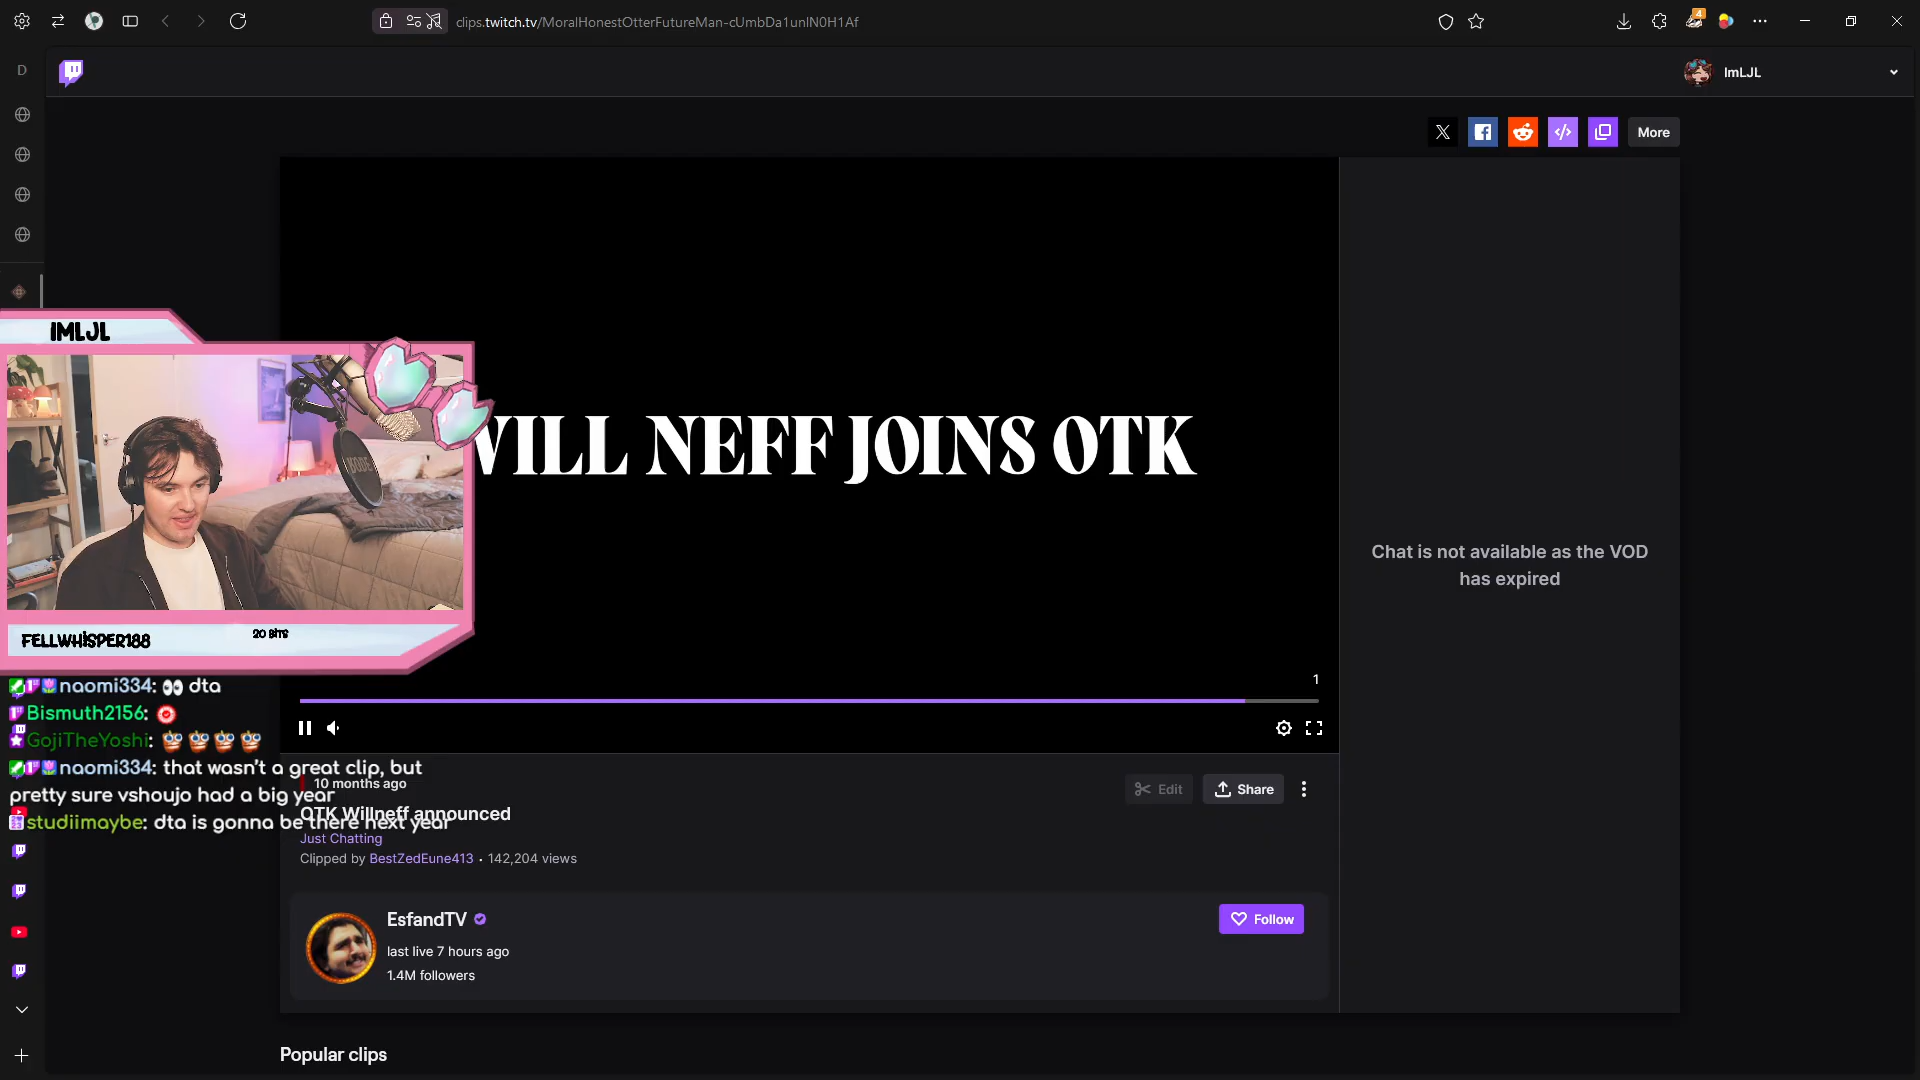 clips.twitch.tv/MoralHonestOtterFutureMan-cUmbDa1unIN0H1Af
4
D
ImLJL
More
WILL NEFF JOINS OTK
Chat is not available as the VOD
has expired
IMLJL
FELLWHISPER188
20 BITS
1
naomi334: 👀 dta
Bismuth2156:
GojiTheYoshi:
naomi334: that wasn't a great clip, but
pretty sure vshoujo had a big year
studiimaybe: dta is gonna be there next year
10 months ago
Edit
Share
OTK Willneff announced
Just Chatting
Clipped by BestZedEune413 • 142,204 views
EsfandTV
last live 7 hours ago
1.4M followers
Follow
Popular clips